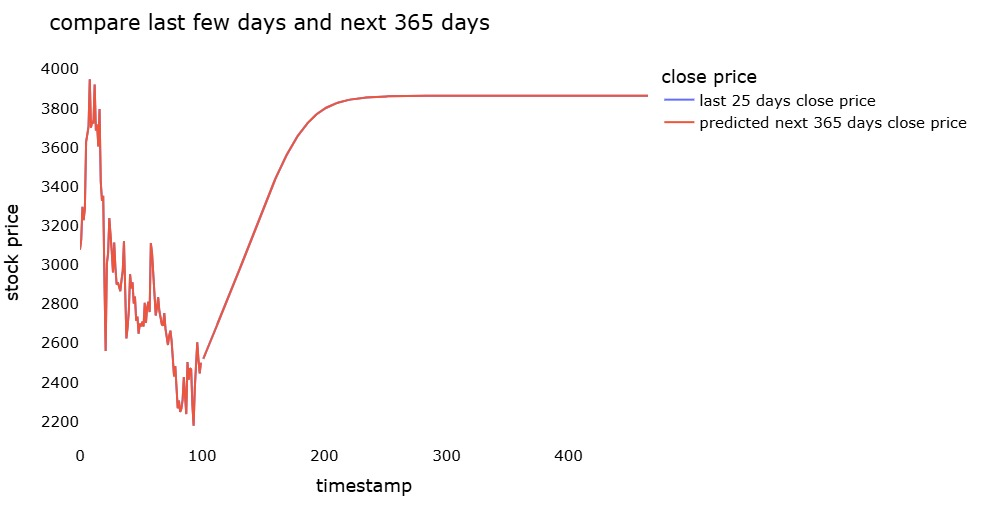 compare last few days and next 365 days
close price
last 25 days close price
predicted next 365 days close price
stock price
4000
3800
3600
3400
3200
3000
2800
2600
2400
2200
0 100 200 300 400
timestamp